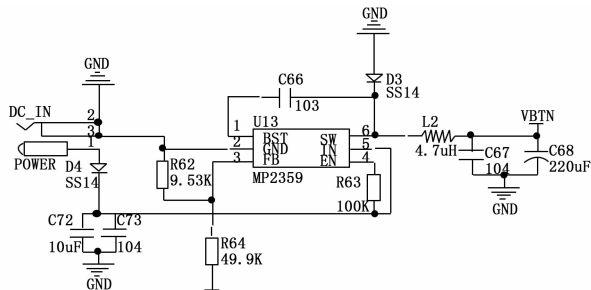 GND
GND
C66
103
D3
SS14
DC_IN
2
3
1
POWER
D4
SS14
U13
1
2
3
BST
GND
FB
SW
IN
EN
6
5
4
MP2359
L2
4.7uH
VBTN
C67
104
C68
220uF
GND
R62
9.53K
R63
100K
C72
10uF
C73
104
R64
49.9K
GND